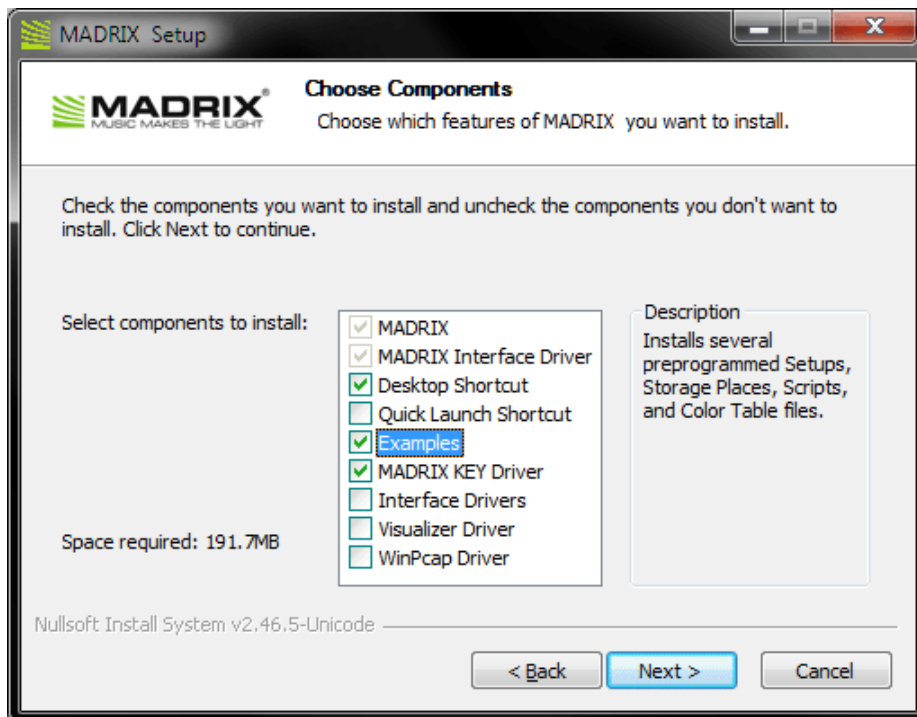 MADRIX Setup
MADRIX®
MUSIC MAKES THE LIGHT
Choose Components
Choose which features of MADRIX you want to install.
Check the components you want to install and uncheck the components you don't want to
install. Click Next to continue.
Select components to install:
MADRIX
MADRIX Interface Driver
Desktop Shortcut
Quick Launch Shortcut
Examples
MADRIX KEY Driver
Interface Drivers
Visualizer Driver
WinPcap Driver
Description
Installs several
preprogrammed Setups,
Storage Places, Scripts,
and Color Table files.
Space required: 191.7MB
Nullsoft Install System v2.46.5-Unicode
< Back
Next >
Cancel